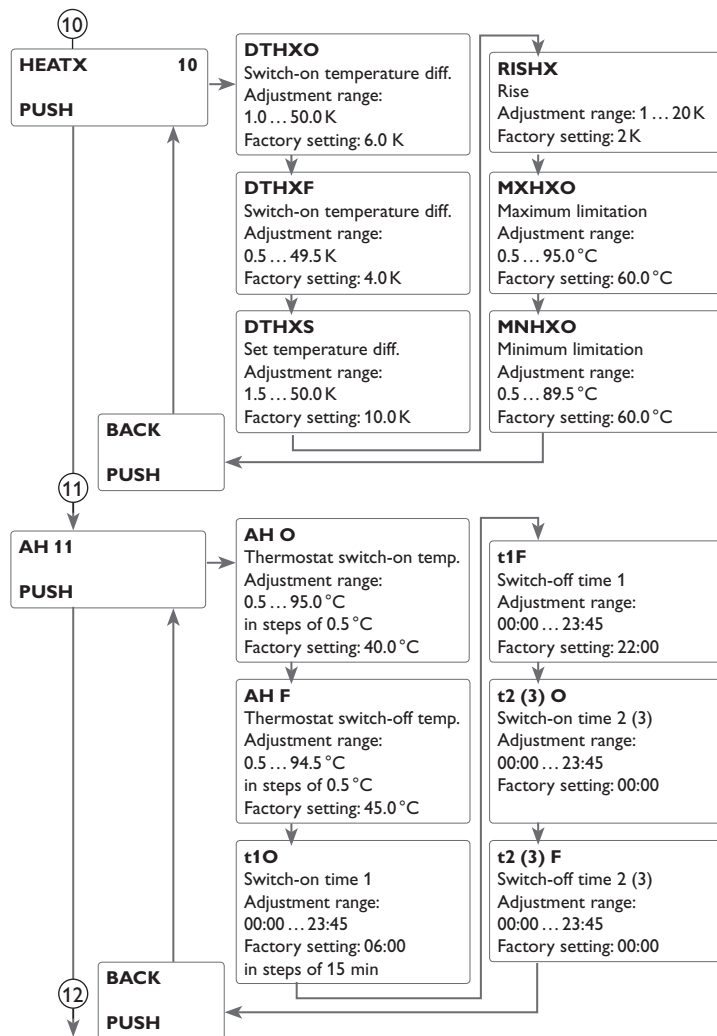 10
HEATX 10
PUSH
DTHXO
Switch-on temperature diff.
Adjustment range:
1.0 … 50.0 K
Factory setting: 6.0 K
DTHXF
Switch-on temperature diff.
Adjustment range:
0.5 … 49.5 K
Factory setting: 4.0 K
DTHXS
Set temperature diff.
Adjustment range:
1.5 … 50.0 K
Factory setting: 10.0 K
RISHX
Rise
Adjustment range: 1 … 20 K
Factory setting: 2 K
MXHXO
Maximum limitation
Adjustment range:
0.5 … 95.0 °C
Factory setting: 60.0 °C
MNHXO
Minimum limitation
Adjustment range:
0.5 … 89.5 °C
Factory setting: 60.0 °C
BACK
PUSH
11
AH 11
PUSH
AH O
Thermostat switch-on temp.
Adjustment range:
0.5 … 95.0 °C
in steps of 0.5 °C
Factory setting: 40.0 °C
AH F
Thermostat switch-off temp.
Adjustment range:
0.5 … 94.5 °C
in steps of 0.5 °C
Factory setting: 45.0 °C
t1O
Switch-on time 1
Adjustment range:
00:00 … 23:45
Factory setting: 06:00
in steps of 15 min
t1F
Switch-off time 1
Adjustment range:
00:00 … 23:45
Factory setting: 22:00
t2 (3) O
Switch-on time 2 (3)
Adjustment range:
00:00 … 23:45
Factory setting: 00:00
t2 (3) F
Switch-off time 2 (3)
Adjustment range:
00:00 … 23:45
Factory setting: 00:00
BACK
PUSH
12